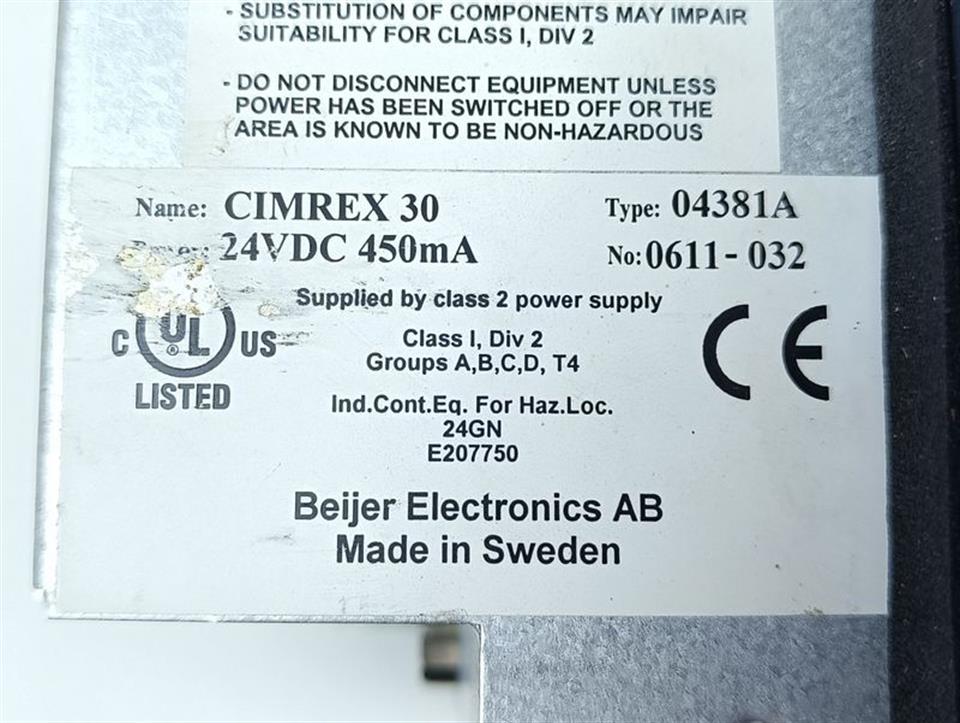 - SUBSTITUTION OF COMPONENTS MAY IMPAIR
SUITABILITY FOR CLASS I, DIV 2
- DO NOT DISCONNECT EQUIPMENT UNLESS
POWER HAS BEEN SWITCHED OFF OR THE
AREA IS KNOWN TO BE NON-HAZARDOUS
Name: CIMREX 30 Type: 04381A
24VDC 450mA No: 0611-032
Supplied by class 2 power supply
C UL ® US
LISTED
Class I, Div 2
Groups A,B,C,D, T4
CE
Ind.Cont.Eq. For Haz.Loc.
24GN
E207750
Beijer Electronics AB
Made in Sweden